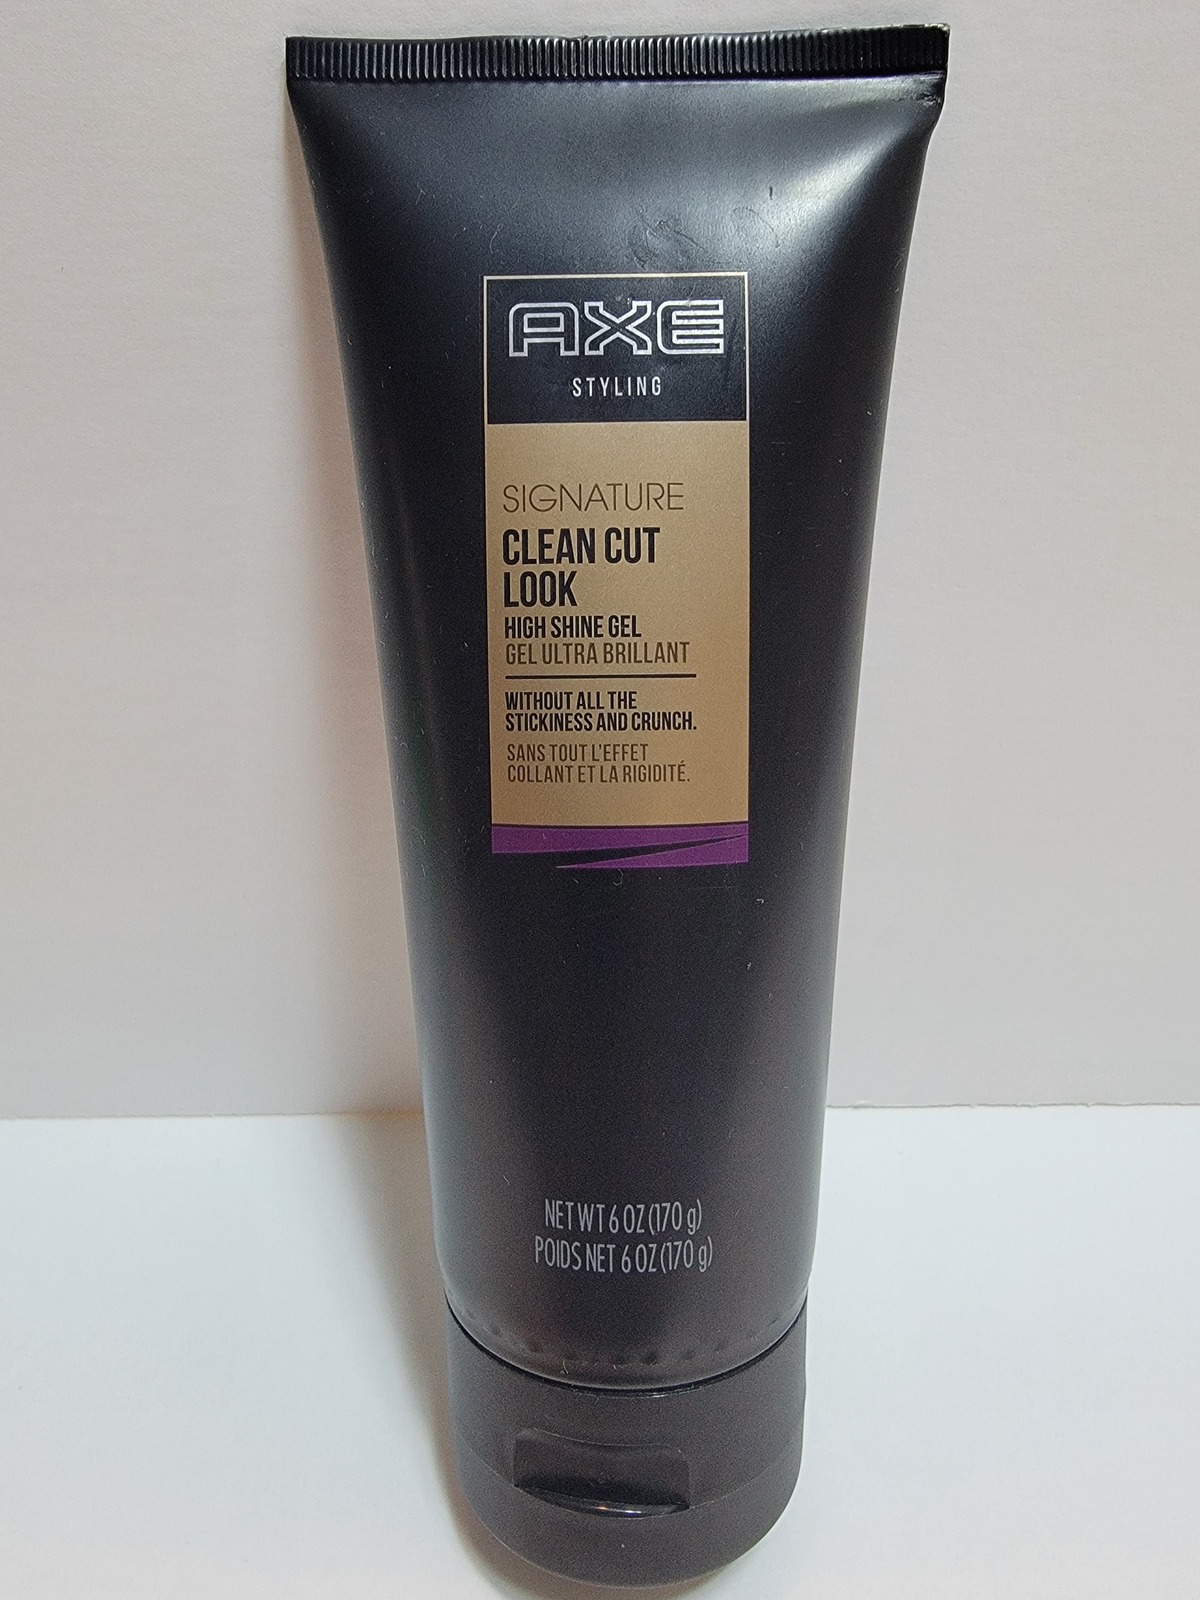 AXE
STYLING
SIGNATURE
CLEAN CUT
LOOK
HIGH SHINE GEL
GEL ULTRA BRILLANT
WITHOUT ALL THE
STICKINESS AND CRUNCH.
SANS TOUT L'EFFET
COLLANT ET LA RIGIDITÉ.
NET WT 6 OZ (170 g)
POIDS NET 6 OZ (170 g)